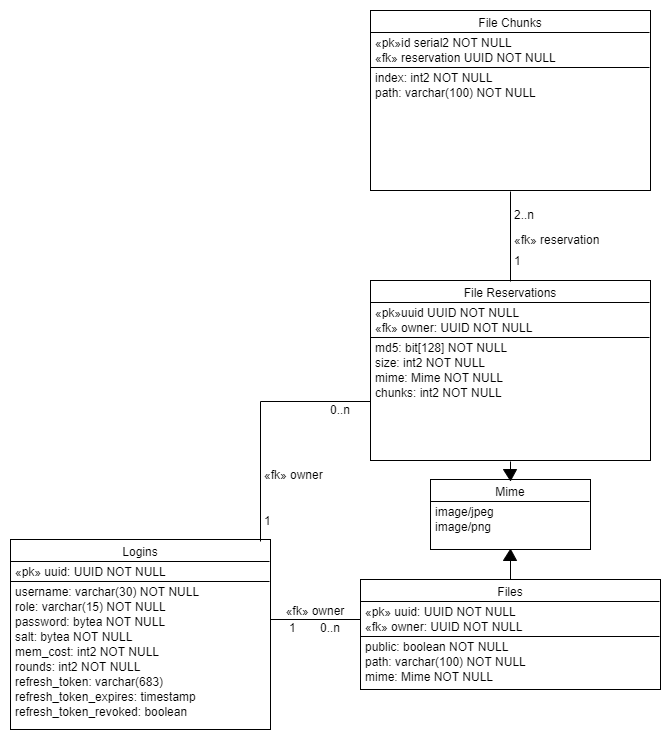 File Chunks
«pk»id serial2 NOT NULL
«fk» reservation UUID NOT NULL
index: int2 NOT NULL
path: varchar(100) NOT NULL
2..n
«fk» reservation
1
File Reservations
«pk»uuid UUID NOT NULL
«fk» owner: UUID NOT NULL
md5: bit[128] NOT NULL
size: int2 NOT NULL
mime: Mime NOT NULL
chunks: int2 NOT NULL
0..n
«fk» owner
1
Mime
image/jpeg
image/png
Logins
«pk» uuid: UUID NOT NULL
username: varchar(30) NOT NULL
role: varchar(15) NOT NULL
password: bytea NOT NULL
salt: bytea NOT NULL
mem_cost: int2 NOT NULL
rounds: int2 NOT NULL
refresh_token: varchar(683)
refresh_token_expires: timestamp
refresh_token_revoked: boolean
«fk» owner
1 0..n
Files
«pk» uuid: UUID NOT NULL
«fk» owner: UUID NOT NULL
public: boolean NOT NULL
path: varchar(100) NOT NULL
mime: Mime NOT NULL